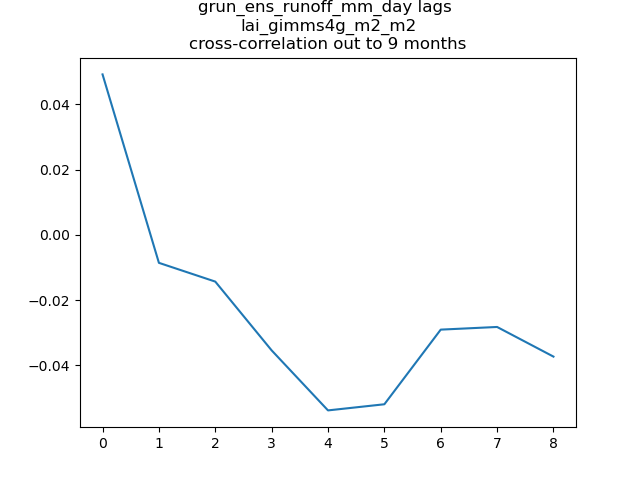 grun_ens_runoff_mm_day lags
lai_gimms4g_m2_m2
cross-correlation out to 9 months
0.04
0.02
0.00
−0.02
−0.04
0 1 2 3 4 5 6 7 8